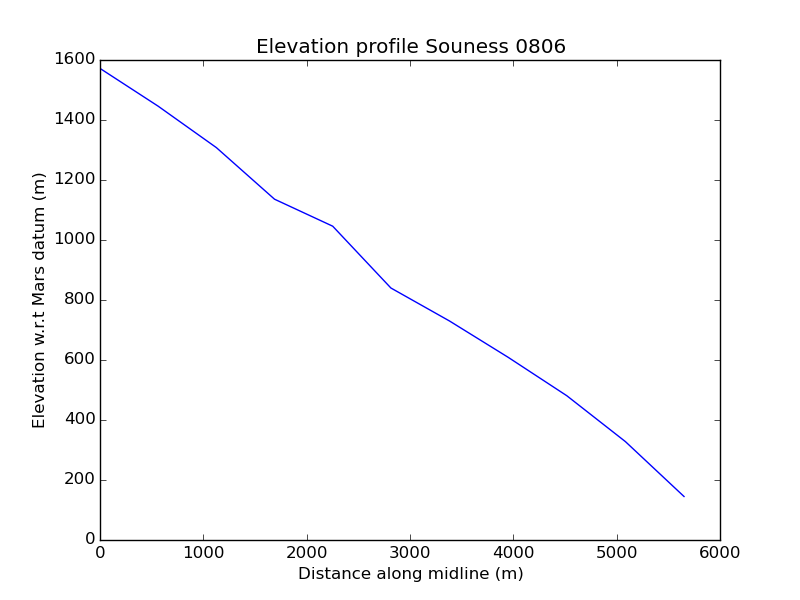 Elevation profile Souness 0806
1600
1400
1200
1000
800
600
400
200
0
Elevation w.r.t Mars datum (m)
0 1000 2000 3000 4000 5000 6000
Distance along midline (m)